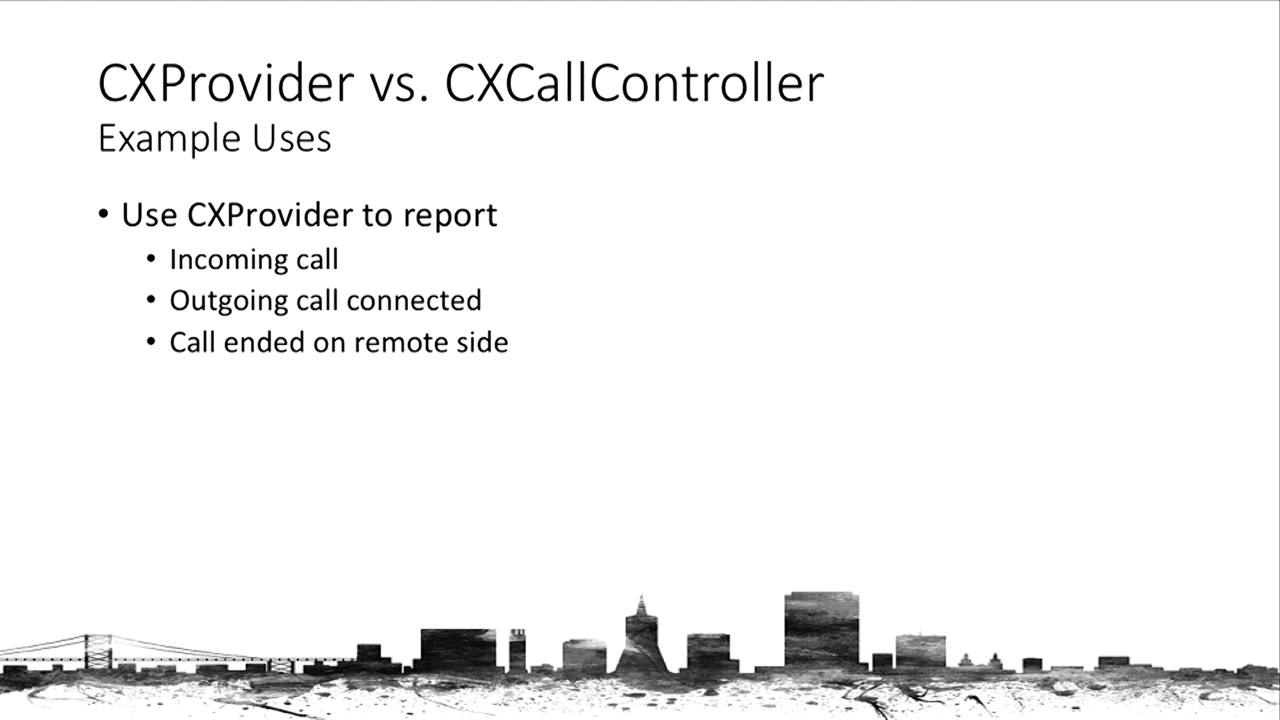 CXProvider vs. CXCallController
Example Uses
• Use CXProvider to report
• Incoming call
• Outgoing call connected
• Call ended on remote side